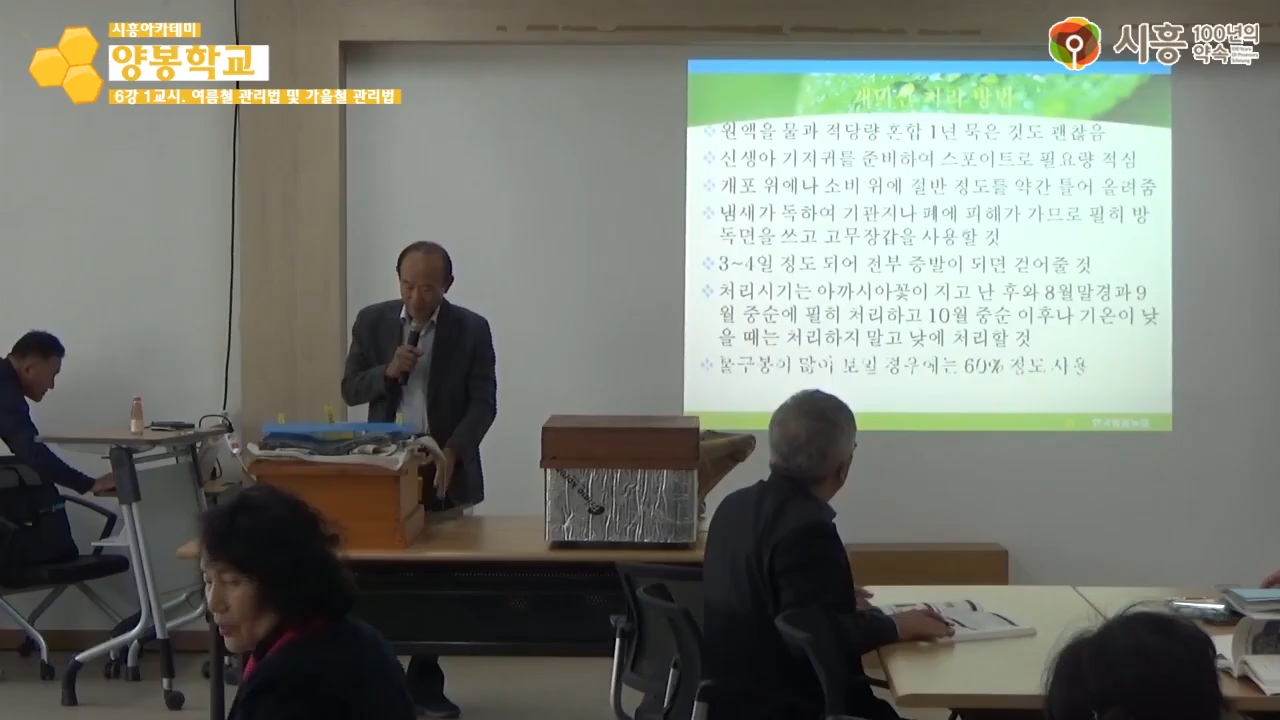 시흥아카데미
양봉학교
6강 1교시. 여름철 관리법 및 가을철 관리법
시흥 100년의
약속
개미산 처리 방법
원액을 물과 적당량 혼합 1년 묵은 것도 괜찮음
신생아 기저귀를 준비하여 스포이트로 필요량 적심
개포 위에나 소비 위에 절반 정도를 약간 틀어 올려줌
냄새가 독하여 기관지나 폐에 피해가 가므로 필히 방
독면을 쓰고 고무장갑을 사용할 것
3~4일 정도 되어 전부 증발이 되면 걷어줄 것
처리시기는 아까시아꽃이 지고 난 후와 8월말경과 9
월 중순에 필히 처리하고 10월 중순 이후나 기온이 낮
을 때는 처리하지 말고 낮에 처리할 것
불구봉이 많이 보일 경우에는 60% 정도 사용